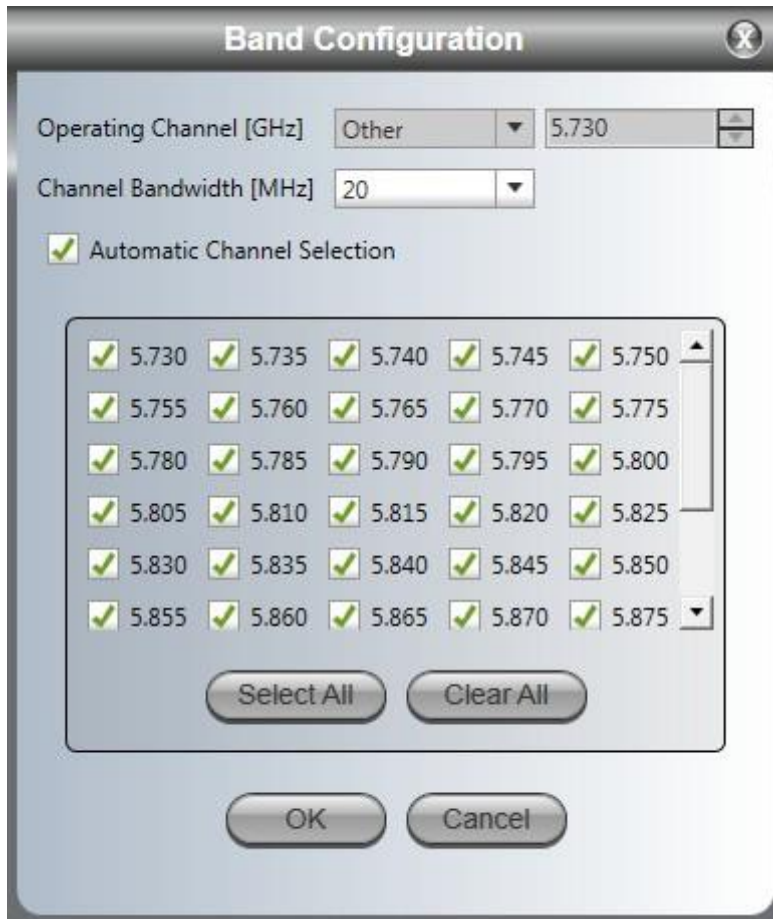 Band Configuration X
Operating Channel [GHz] Other 5.730
Channel Bandwidth [MHz] 20
Automatic Channel Selection
5.730 5.735 5.740 5.745 5.750
5.755 5.760 5.765 5.770 5.775
5.780 5.785 5.790 5.795 5.800
5.805 5.810 5.815 5.820 5.825
5.830 5.835 5.840 5.845 5.850
5.855 5.860 5.865 5.870 5.875
Select All Clear All
OK Cancel